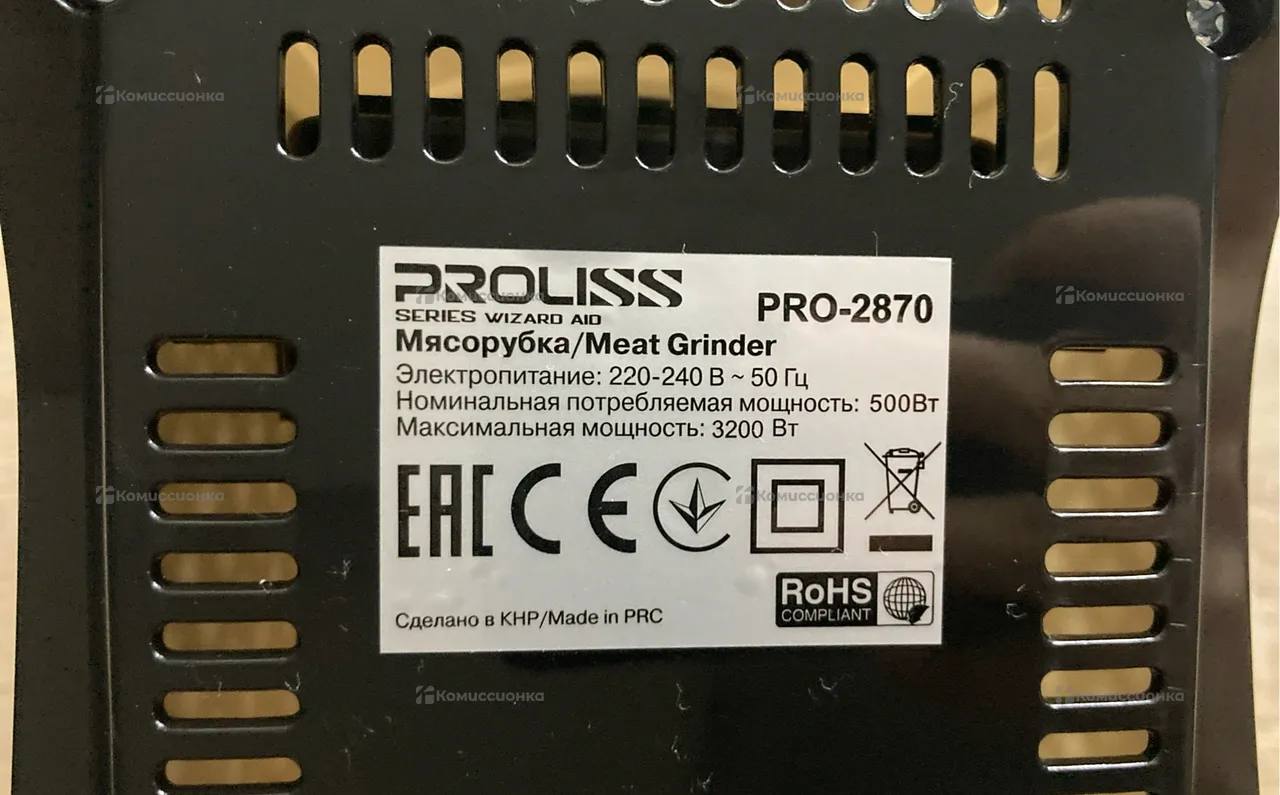 Комиссионка
Комиссионка
PROLISS
SERIES WIZARD AID
PRO-2870
Комиссионка
Комиссионка
Мясорубка/Meat Grinder
Электропитание: 220-240 В ~ 50 Гц
Номинальная потребляемая мощность: 500Вт
Максимальная мощность: 3200 Вт
EAC CE
Комиссионка
Комиссионка
RoHS
COMPLIANT
Сделано в КНР/Made in PRC
Комиссионка
Комиссионка